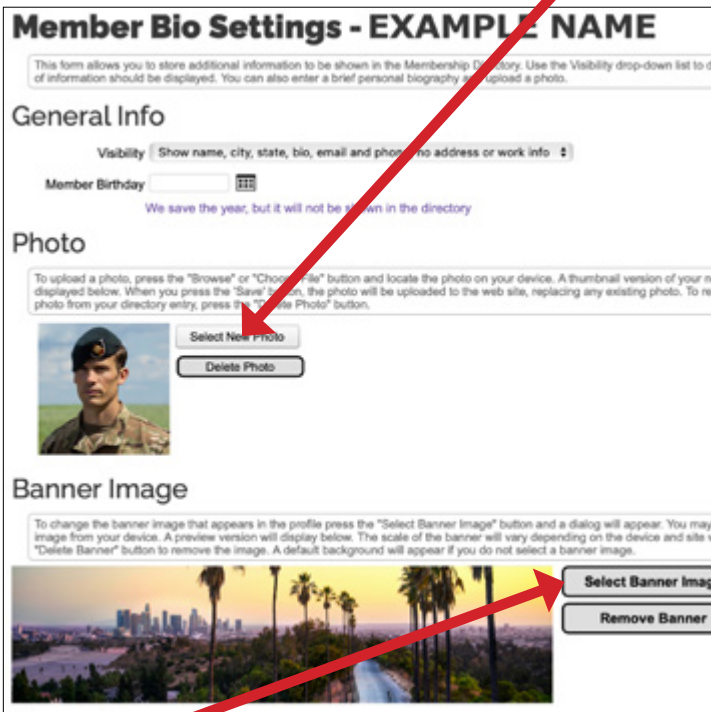 Member Bio Settings - EXAMPLE NAME
This form allows you to store additional information to be shown in the Membership Directory. Use the Visibility drop-down list to d
of information should be displayed. You can also enter a brief personal biography and upload a photo.
General Info
Visibility Show name, city, state, bio, email and phone, no address or work info
Member Birthday
We save the year, but it will not be shown in the directory
Photo
To upload a photo, press the "Browse" or "Choose File" button and locate the photo on your device. A thumbnail version of your n
displayed below. When you press the 'Save' button, the photo will be uploaded to the web site, replacing any existing photo. To re
photo from your directory entry, press the "Delete Photo" button.
Select New Photo
Delete Photo
Banner Image
To change the banner image that appears in the profile press the "Select Banner Image" button and a dialog will appear. You may
image from your device. A preview version will display below. The scale of the banner will vary depending on the device and site
"Delete Banner" button to remove the image. A default background will appear if you do not select a banner image.
Select Banner Imag
Remove Banner